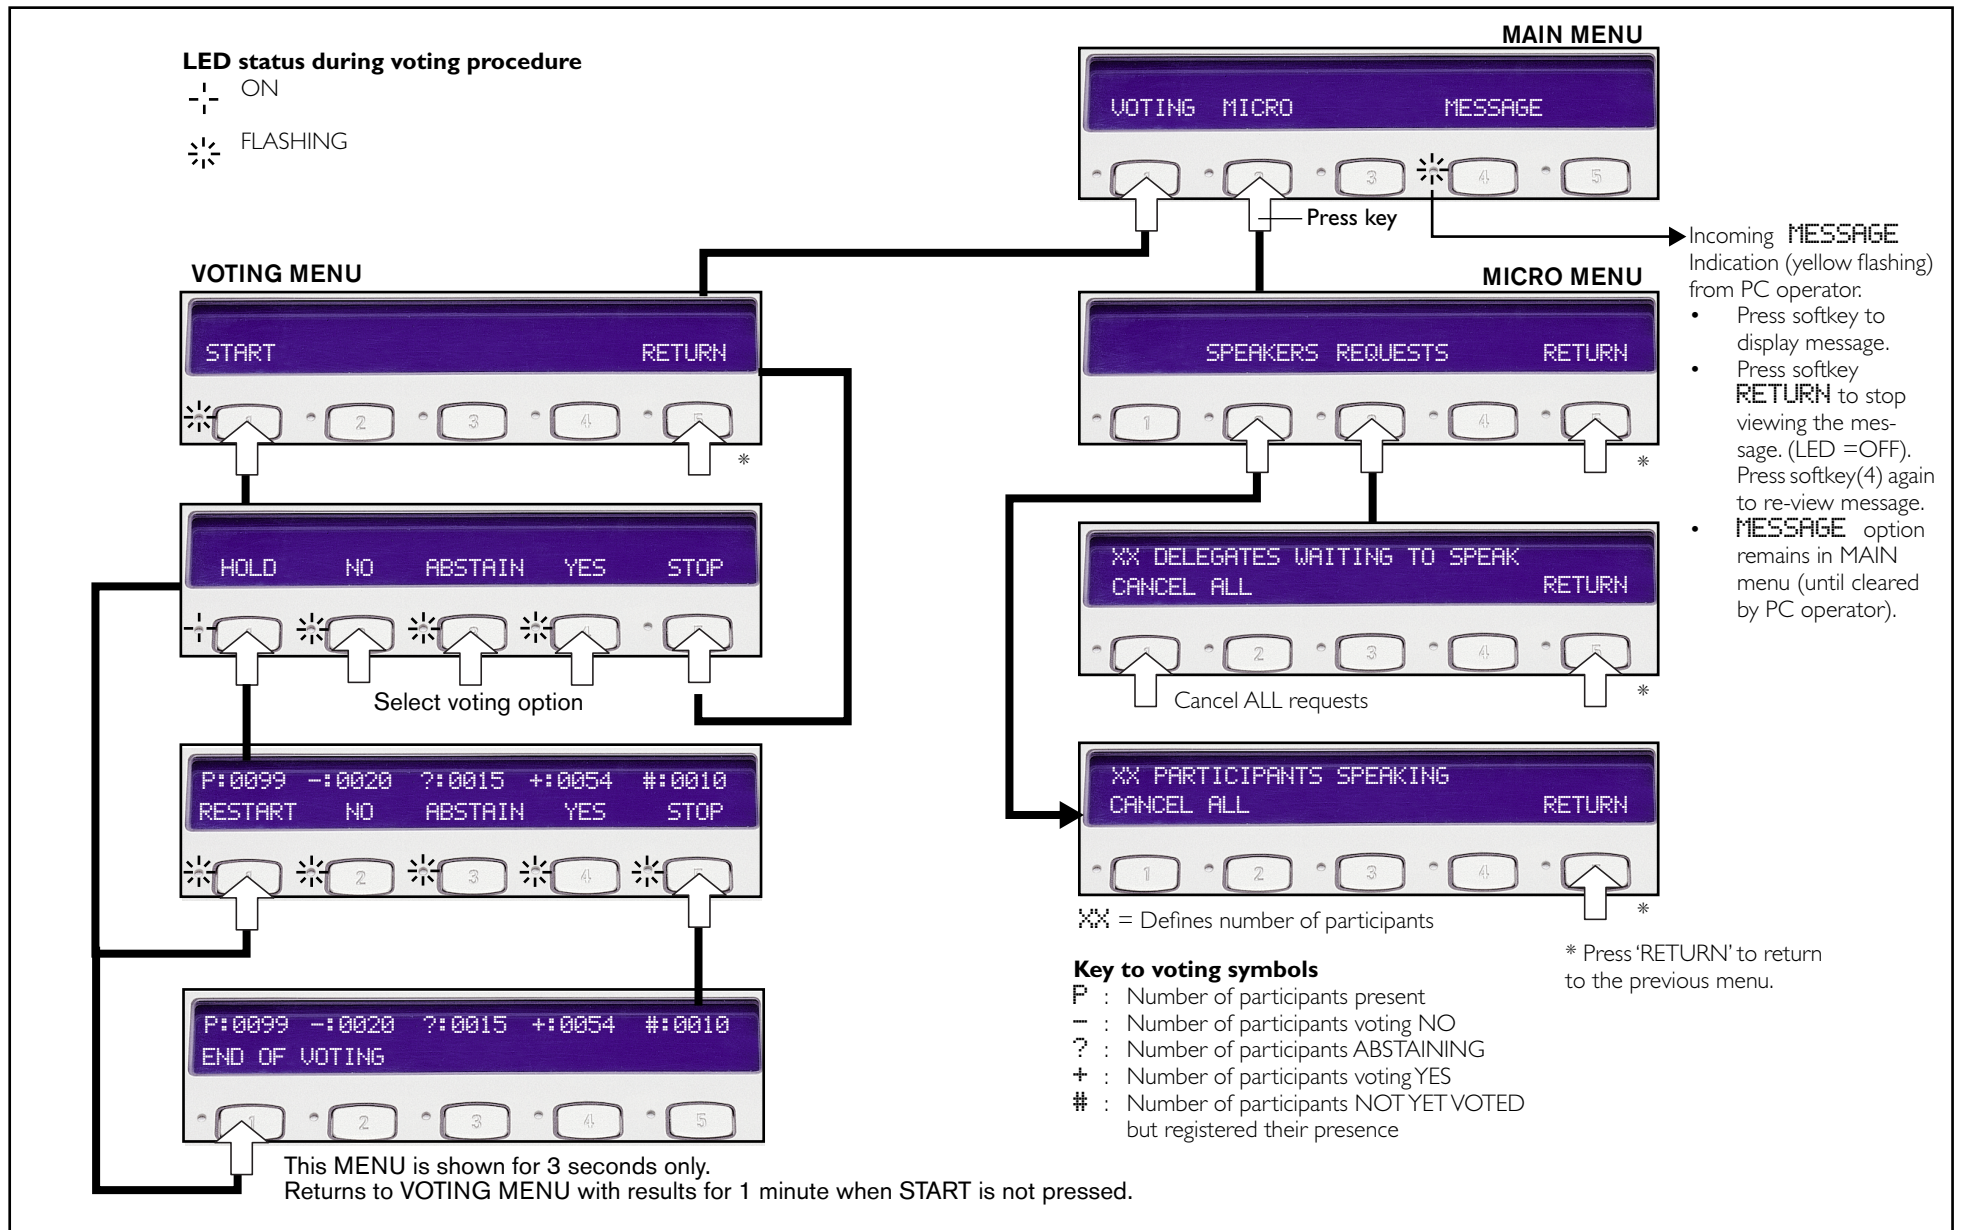 LED status during voting procedure
ON
FLASHING
MAIN MENU
VOTING MICRO MESSAGE
3 4 5
Press key
Incoming MESSAGE
Indication (yellow flashing)
from PC operator.
• Press softkey to
display message.
• Press softkey
RETURN to stop
viewing the mes-
sage. (LED =OFF).
Press softkey(4) again
to re-view message.
• MESSAGE option
remains in MAIN
menu (until cleared
by PC operator).
VOTING MENU
START RETURN
2 3 4
*
HOLD NO ABSTAIN YES STOP
Select voting option
P:0099 -:0020 ?:0015 +:0054 #:0010
RESTART NO ABSTAIN YES STOP
2 3 4
P:0099 -:0020 ?:0015 +:0054 #:0010
END OF VOTING
2 3 4 5
This MENU is shown for 3 seconds only.
Returns to VOTING MENU with results for 1 minute when START is not pressed.
MICRO MENU
SPEAKERS REQUESTS RETURN
1 4
*
XX DELEGATES WAITING TO SPEAK
CANCEL ALL RETURN
2 3 4
Cancel ALL requests
*
XX PARTICIPANTS SPEAKING
CANCEL ALL RETURN
1 2 3 4
*
XX = Defines number of participants
* Press 'RETURN' to return
to the previous menu.
Key to voting symbols
P : Number of participants present
- : Number of participants voting NO
? : Number of participants ABSTAINING
+ : Number of participants voting YES
# : Number of participants NOT YET VOTED
but registered their presence